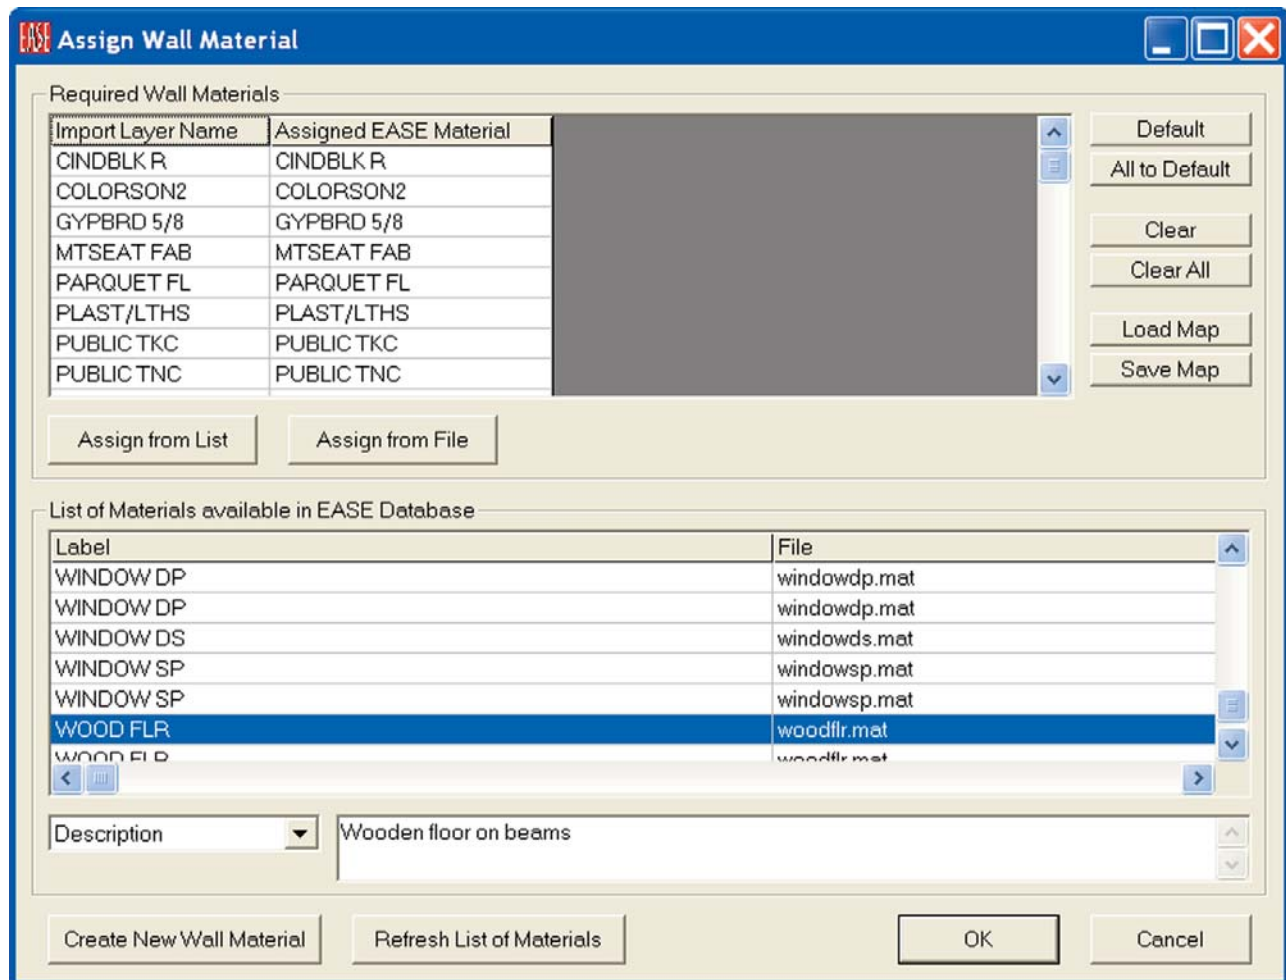 EASE Assign Wall Material
Required Wall Materials
Import Layer Name Assigned EASE Material
CINDBLK R CINDBLK R
COLORSON2 COLORSON2
GYPBRD 5/8 GYPBRD 5/8
MTSEAT FAB MTSEAT FAB
PARQUET FL PARQUET FL
PLAST/LTHS PLAST/LTHS
PUBLIC TKC PUBLIC TKC
PUBLIC TNC PUBLIC TNC
Default
All to Default
Clear
Clear All
Load Map
Save Map
Assign from List Assign from File
List of Materials available in EASE Database
Label File
WINDOW DP windowdp.mat
WINDOW DP windowdp.mat
WINDOW DS windowds.mat
WINDOW SP windowsp.mat
WINDOW SP windowsp.mat
WOOD FLR woodflr.mat
WOOD FLR woodflr.mat
Description Wooden floor on beams
Create New Wall Material Refresh List of Materials OK Cancel